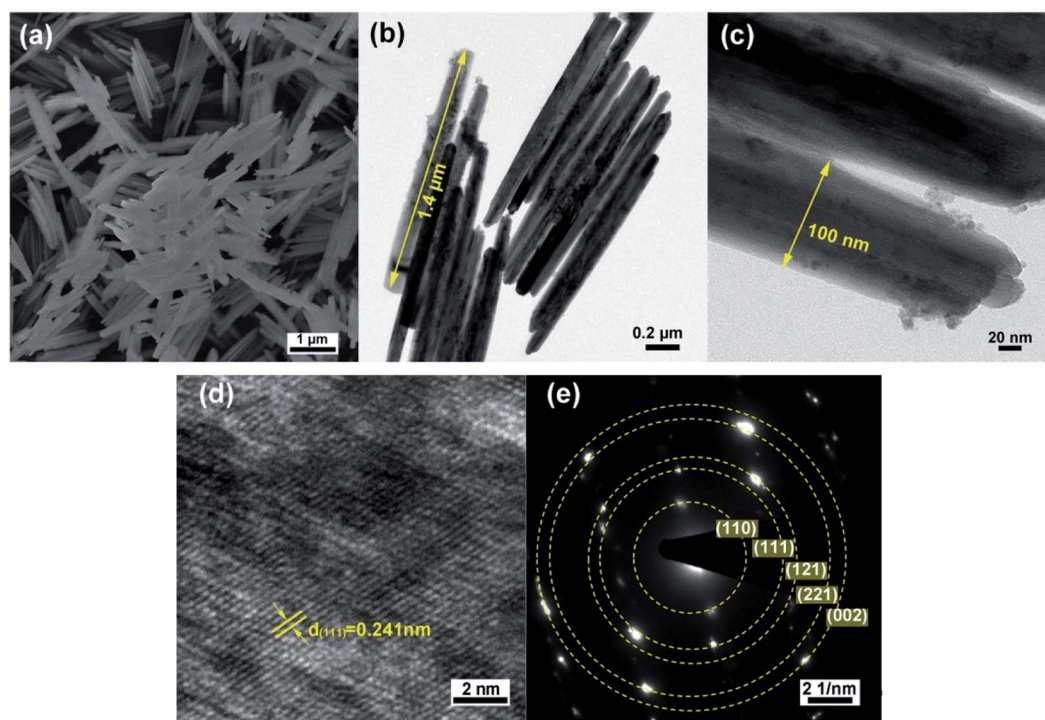 (a)
1 μm
(b)
1.4 μm
0.2 μm
(c)
100 nm
20 nm
(d)
d(111)=0.241nm
2 nm
(e)
(110)
(111)
(121)
(221)
(002)
2 1/nm